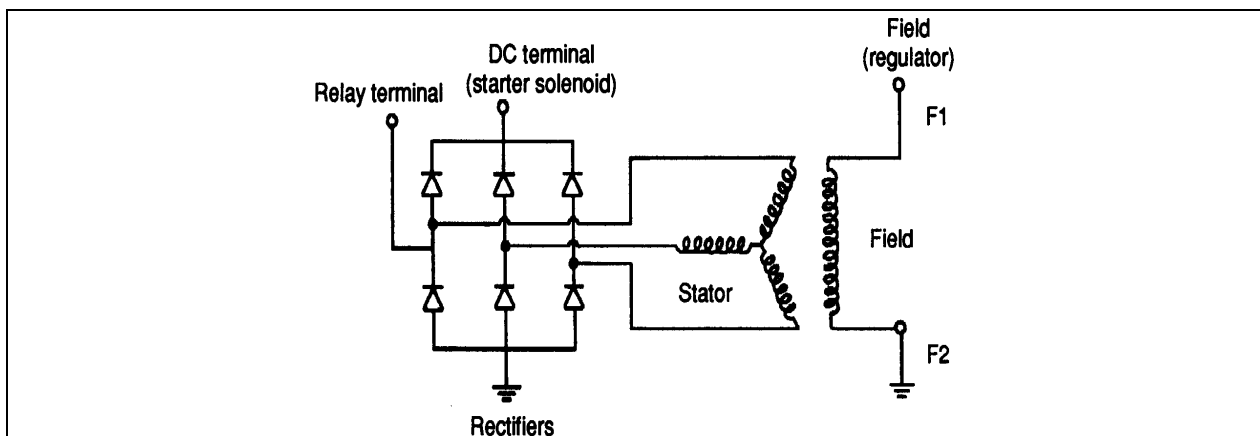 Field
(regulator)
DC terminal
(starter solenoid)
Relay terminal
F1
Field
Stator
F2
Rectifiers